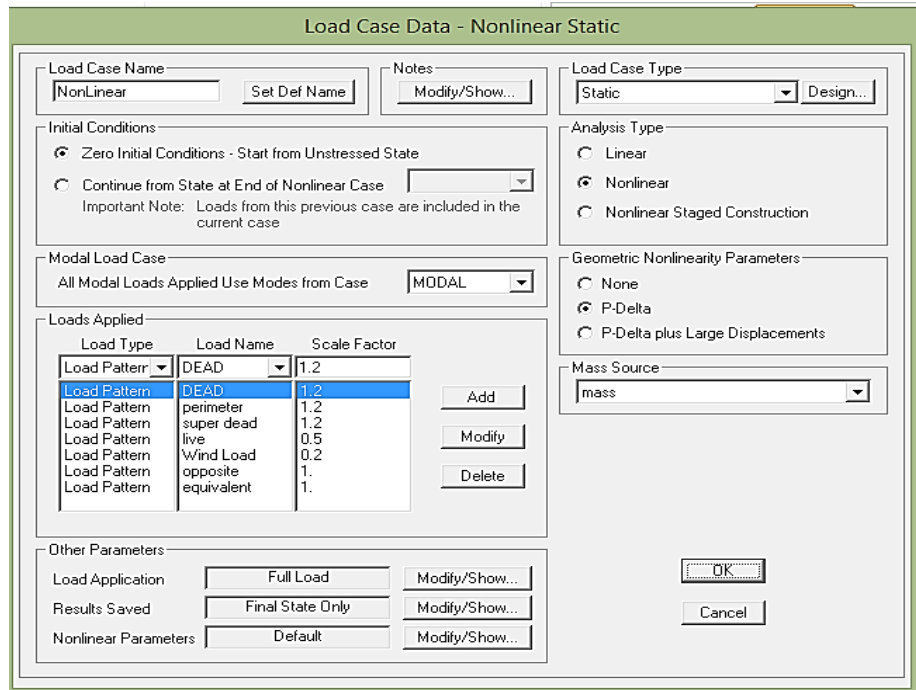 Load Case Data - Nonlinear Static
Load Case Name
NonLinear
Set Def Name
Notes
Modify/Show...
Load Case Type
Static
Design...
Initial Conditions
Zero Initial Conditions - Start from Unstressed State
Continue from State at End of Nonlinear Case
Important Note: Loads from this previous case are included in the
current case
Analysis Type
Linear
Nonlinear
Nonlinear Staged Construction
Modal Load Case
All Modal Loads Applied Use Modes from Case
MODAL
Geometric Nonlinearity Parameters
None
P-Delta
P-Delta plus Large Displacements
Loads Applied
Load Type Load Name Scale Factor
Load Pattern DEAD 1.2
Load Pattern DEAD 1.2
Load Pattern perimeter 1.2
Load Pattern super dead 1.2
Load Pattern live 0.5
Load Pattern Wind Load 0.2
Load Pattern opposite 1.
Load Pattern equivalent 1.
Add
Modify
Delete
Mass Source
mass
Other Parameters
Load Application Full Load Modify/Show...
Results Saved Final State Only Modify/Show...
Nonlinear Parameters Default Modify/Show...
OK
Cancel